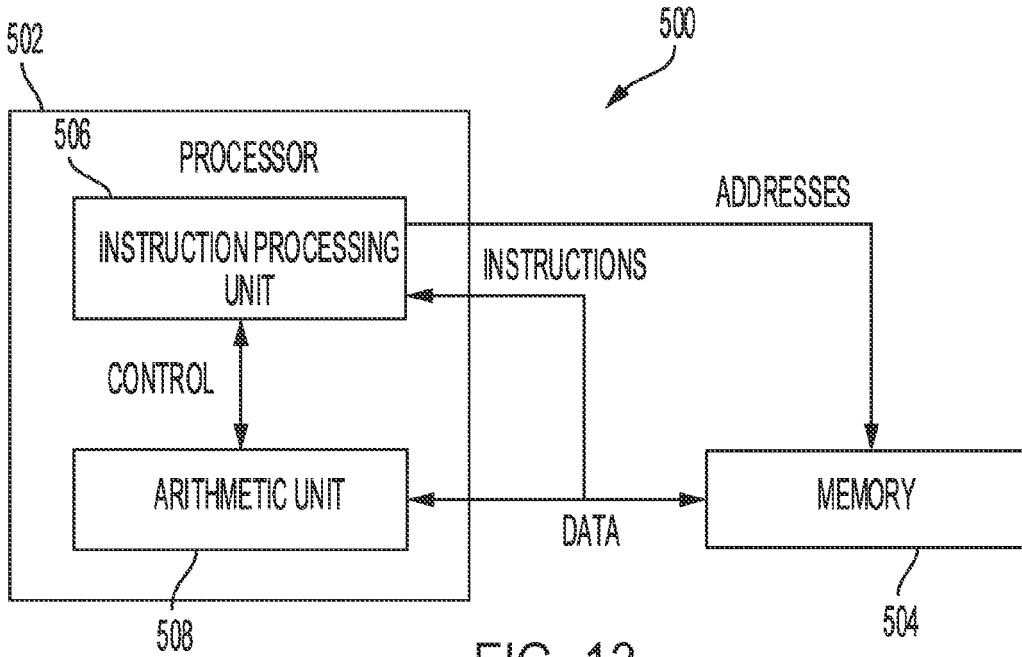 500
502
506
PROCESSOR
ADDRESSES
INSTRUCTION PROCESSING
UNIT
INSTRUCTIONS
CONTROL
ARITHMETIC UNIT
MEMORY
DATA
508
504